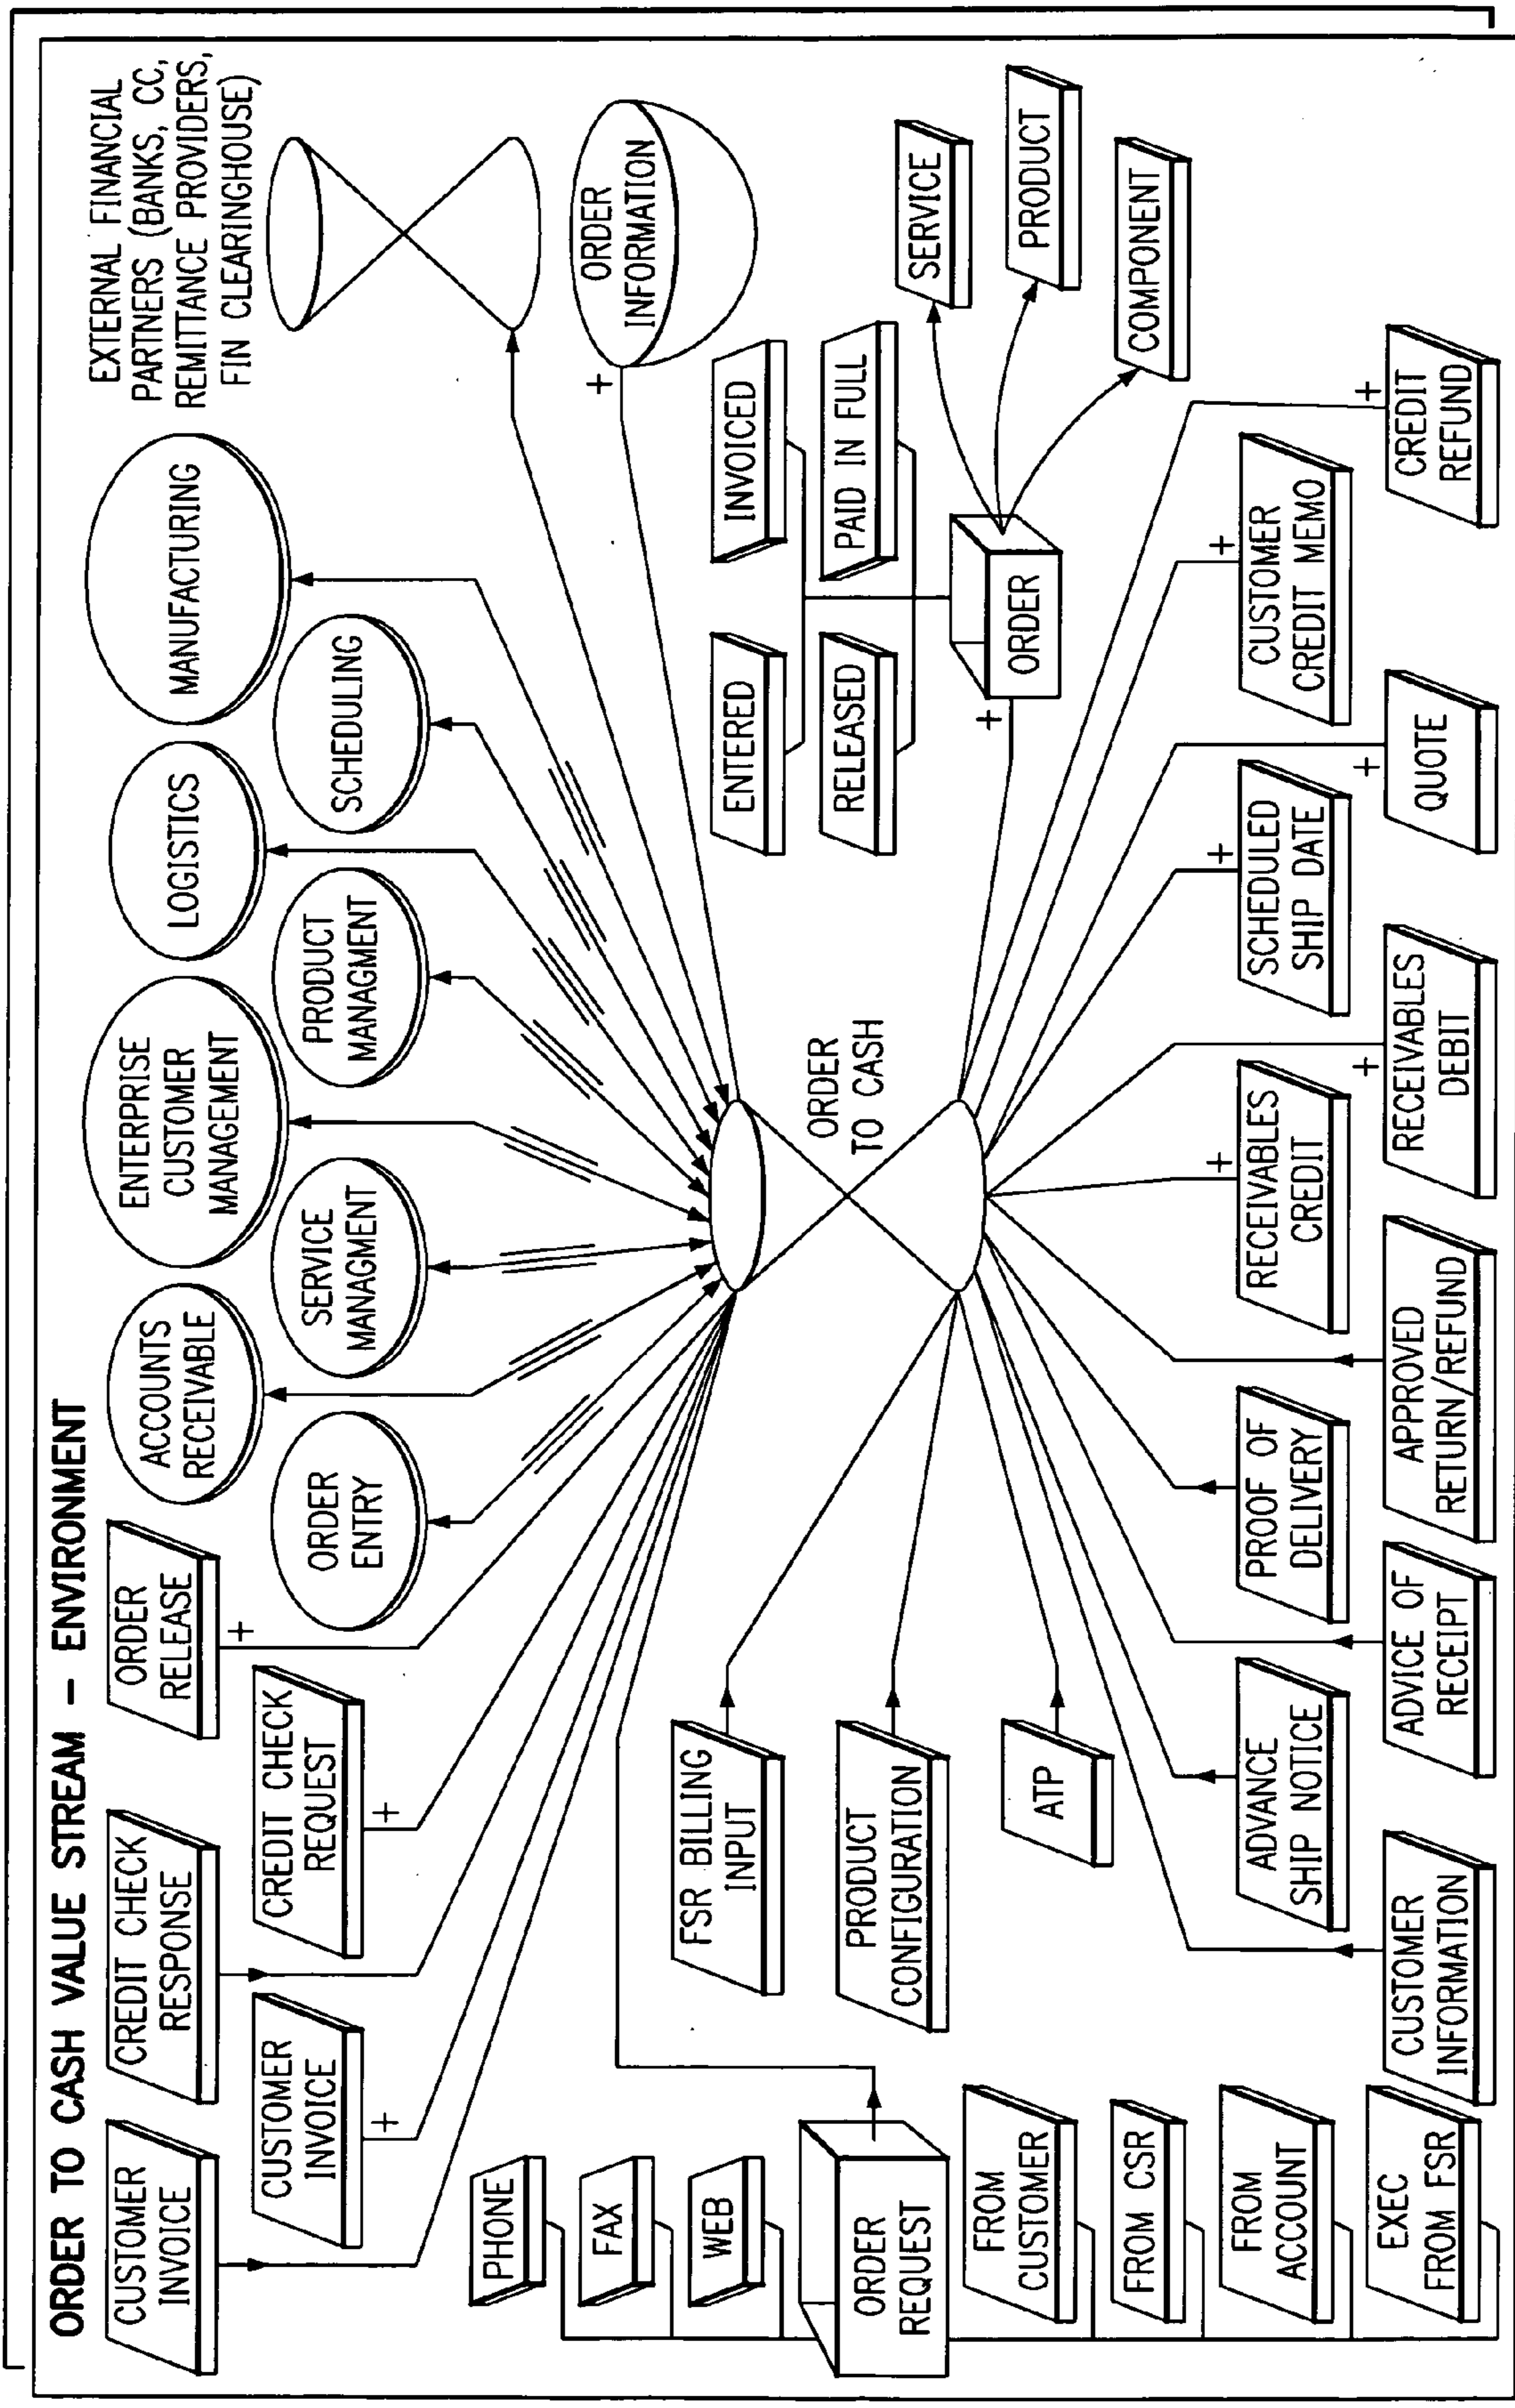 ORDER TO CASH VALUE STREAM – ENVIRONMENT
CUSTOMER
INVOICE
CREDIT CHECK
RESPONSE
ORDER
RELEASE
ACCOUNTS
RECEIVABLE
ENTERPRISE
CUSTOMER
MANAGEMENT
LOGISTICS
MANUFACTURING
EXTERNAL FINANCIAL
PARTNERS (BANKS, CC,
REMITTANCE PROVIDERS,
FIN CLEARINGHOUSE)
CUSTOMER
INVOICE
+
CREDIT CHECK
REQUEST
+
+
ORDER
ENTRY
SERVICE
MANAGMENT
PRODUCT
MANAGMENT
SCHEDULING
PHONE
FAX
WEB
ORDER
REQUEST
FROM
CUSTOMER
FROM CSR
FROM
ACCOUNT
EXEC
FROM FSR
FSR BILLING
INPUT
PRODUCT
CONFIGURATION
ATP
ORDER
TO CASH
ORDER
INFORMATION
+
ENTERED
INVOICED
RELEASED
PAID IN FULL
+
ORDER
SERVICE
PRODUCT
COMPONENT
ADVANCE
SHIP NOTICE
PROOF OF
DELIVERY
+
RECEIVABLES
CREDIT
+
SCHEDULED
SHIP DATE
+
CUSTOMER
CREDIT MEMO
CUSTOMER
INFORMATION
ADVICE OF
RECEIPT
APPROVED
RETURN/REFUND
+
RECEIVABLES
DEBIT
+
QUOTE
+
CREDIT
REFUND